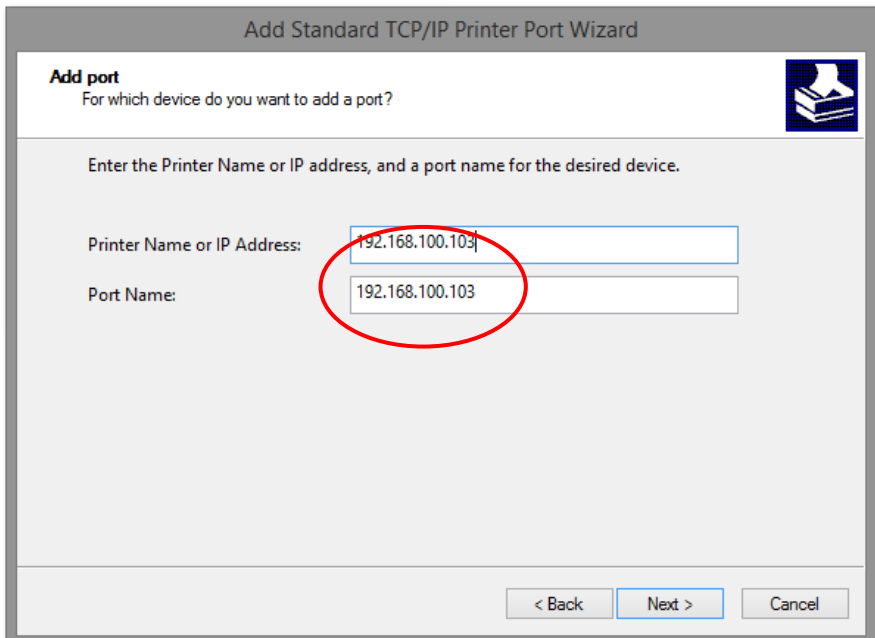 Add Standard TCP/IP Printer Port Wizard
Add port
For which device do you want to add a port?
Enter the Printer Name or IP address, and a port name for the desired device.
Printer Name or IP Address: 192.168.100.103
Port Name: 192.168.100.103
< Back Next > Cancel